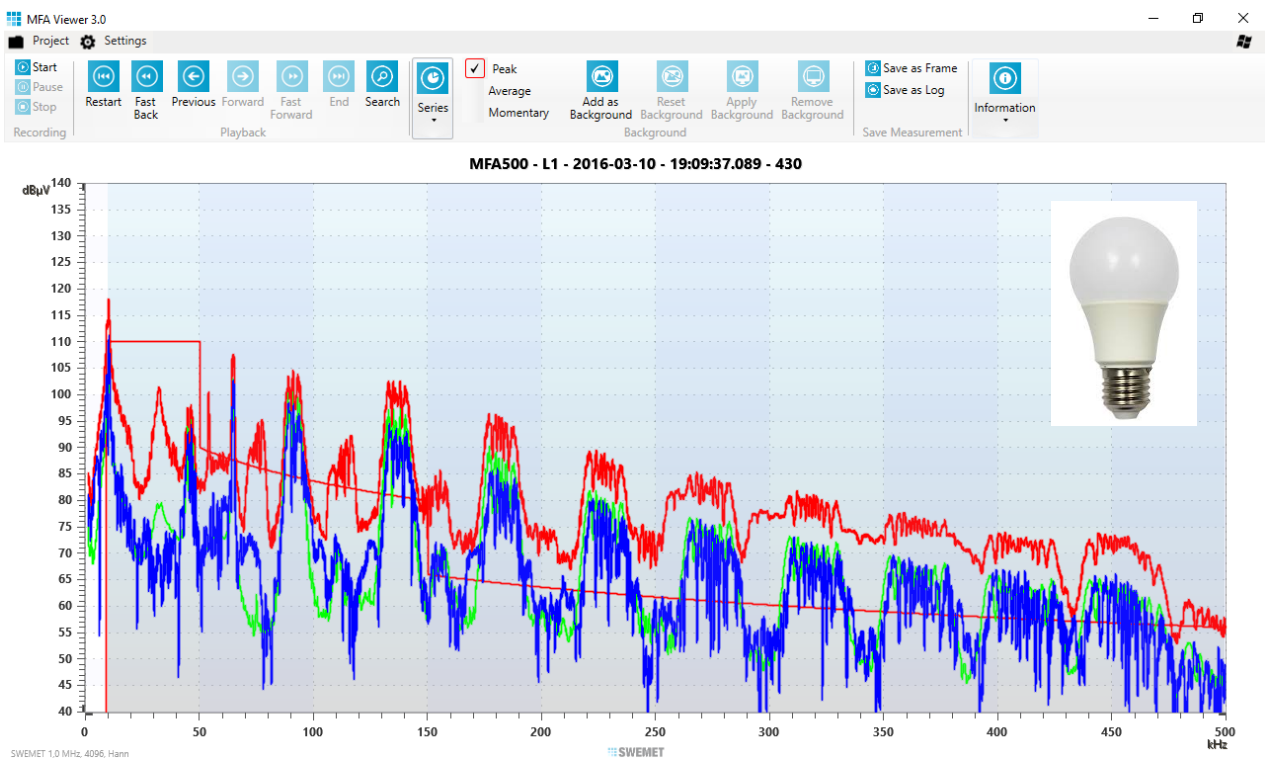 MFA Viewer 3.0
Project Settings
Start
Pause
Stop
Recording
Restart
Fast
Back
Previous
Forward
Fast
Forward
End
Search
Playback
Series
Peak
Average
Momentary
Add as
Background
Reset
Background
Apply
Background
Remove
Background
Background
Save as Frame
Save as Log
Save Measurement
Information
MFA500 - L1 - 2016-03-10 - 19:09:37.089 - 430
dBµV
140
135
130
125
120
115
110
105
100
95
90
85
80
75
70
65
60
55
50
45
40
0 50 100 150 200 250 300 350 400 450 500
kHz
SWEMET 1,0 MHz, 4096, Hann
SWEMET